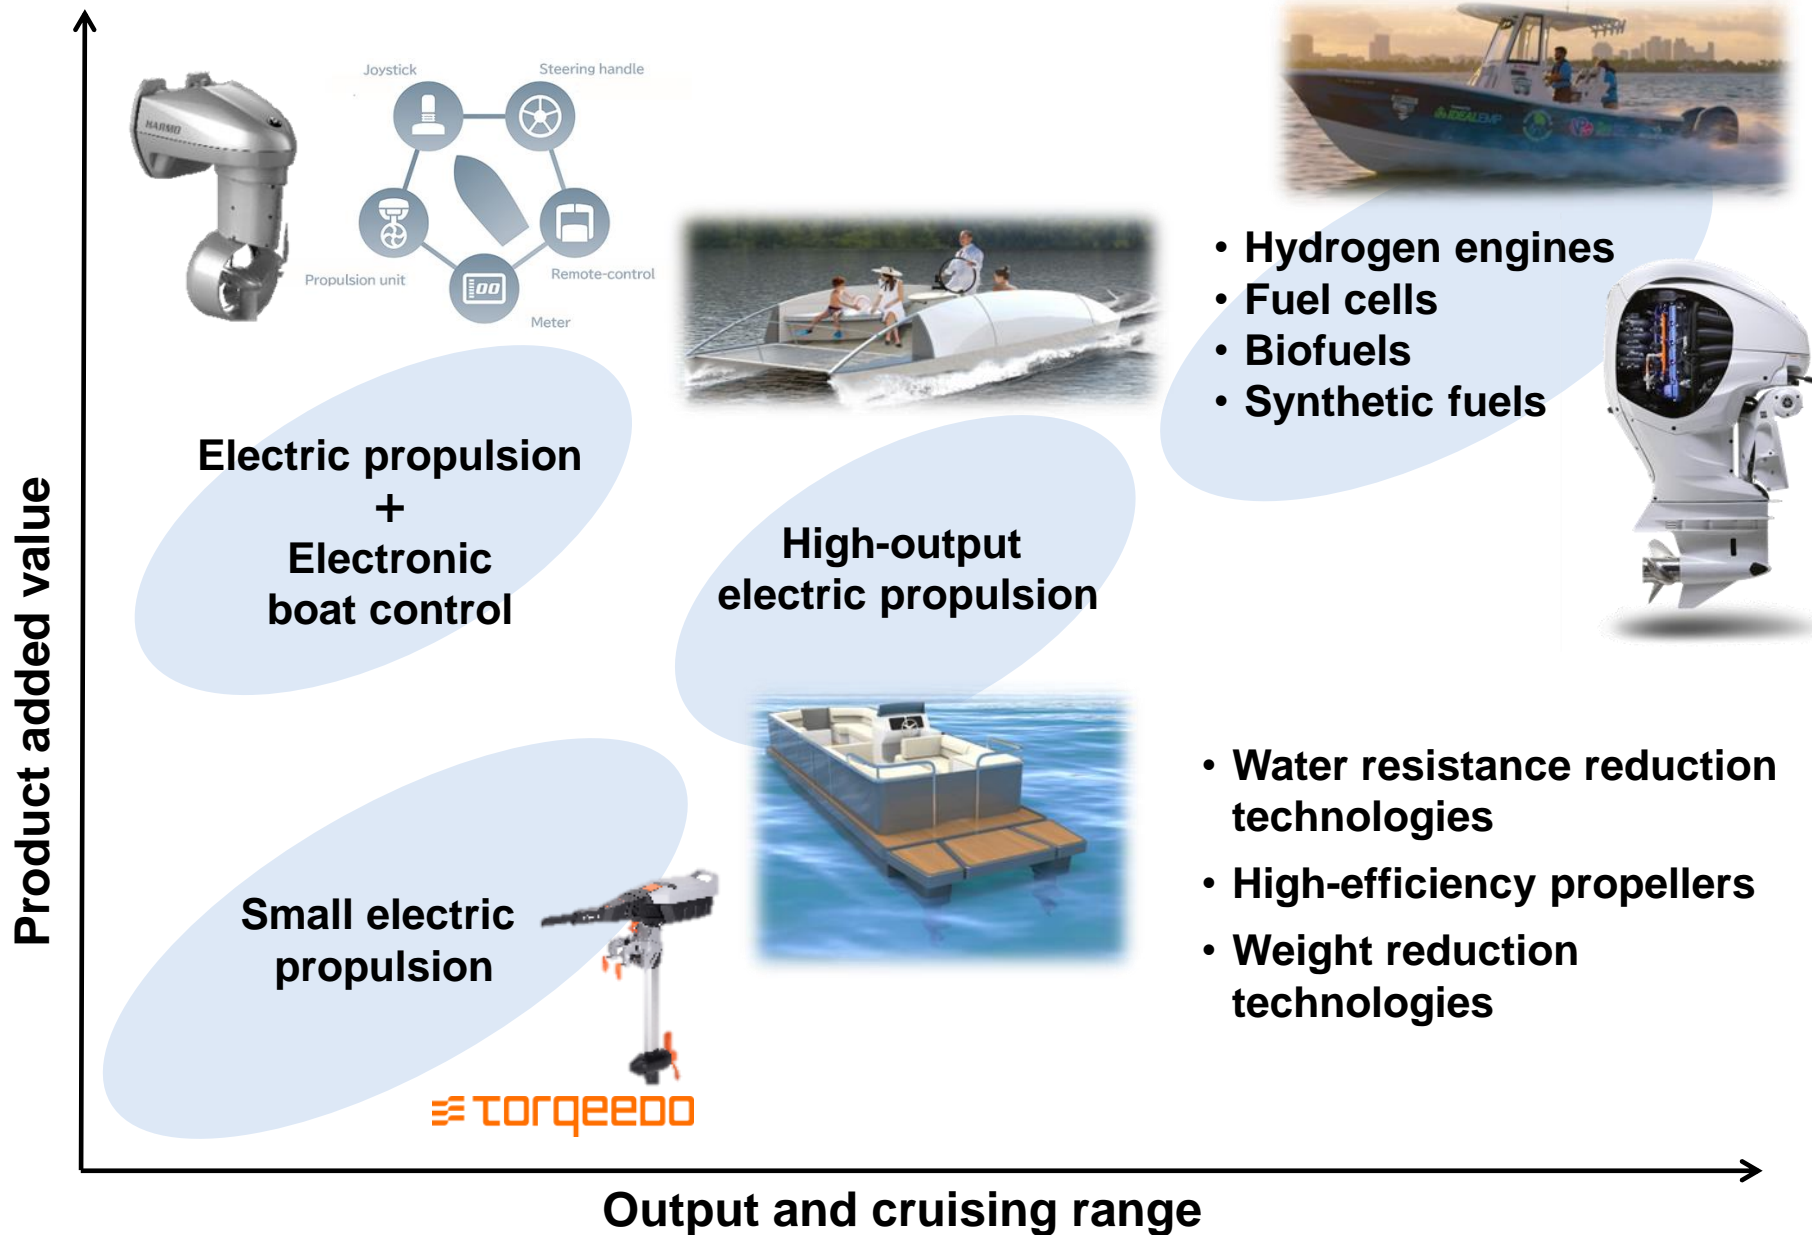 Product added value
HARMO
Joystick
Steering handle
Propulsion unit
Remote-control
Meter
Electric propulsion
+
Electronic
boat control
High-output
electric propulsion
IDEALEMP
• Hydrogen engines
• Fuel cells
• Biofuels
• Synthetic fuels
Small electric
propulsion
torqeedo
• Water resistance reduction
technologies
• High-efficiency propellers
• Weight reduction
technologies
Output and cruising range